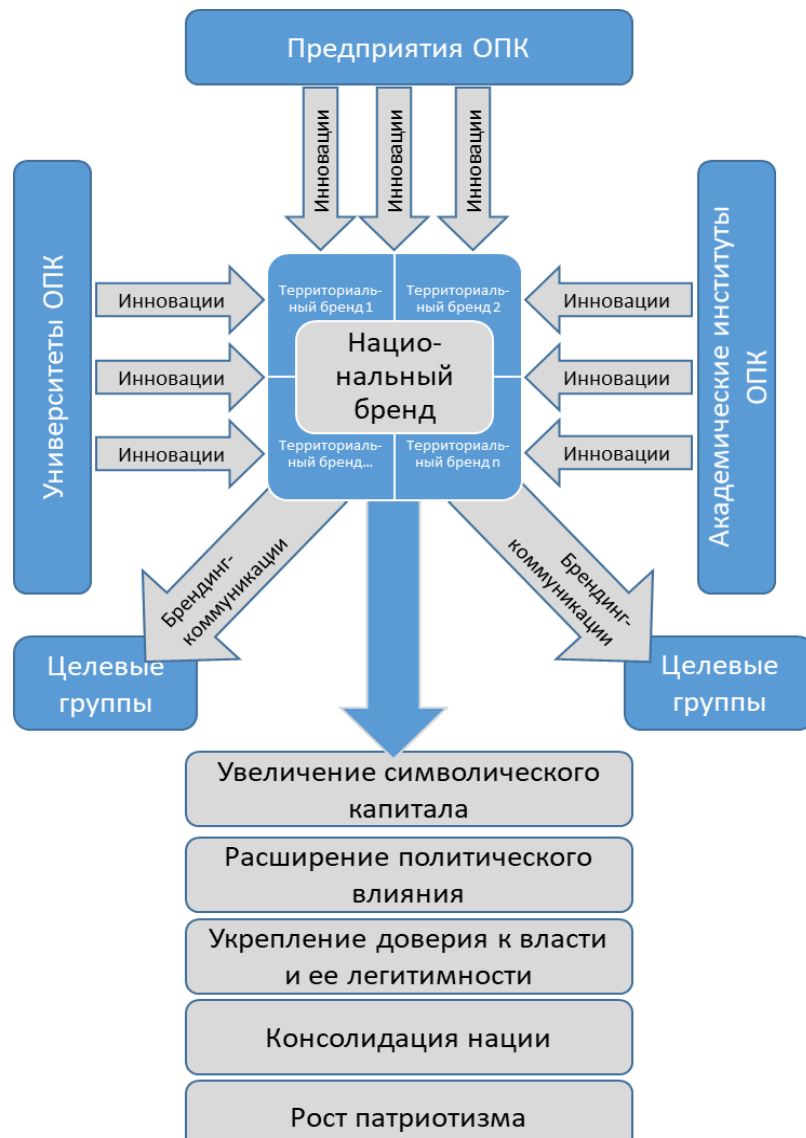 Предприятия ОПК
Инновации
Инновации
Инновации
Университеты ОПК
Академические институты
ОПК
Инновации
Инновации
Инновации
Территориаль-
ный бренд 1
Территориаль-
ный бренд 2
Нацио-
нальный
бренд
Территориаль-
ный бренд...
Территориаль-
ный бренд n
Инновации
Инновации
Инновации
Брендинг-
коммуникации
Брендинг-
коммуникации
Целевые
группы
Целевые
группы
Увеличение символического
капитала
Расширение политического
влияния
Укрепление доверия к власти
и ее легитимности
Консолидация нации
Рост патриотизма